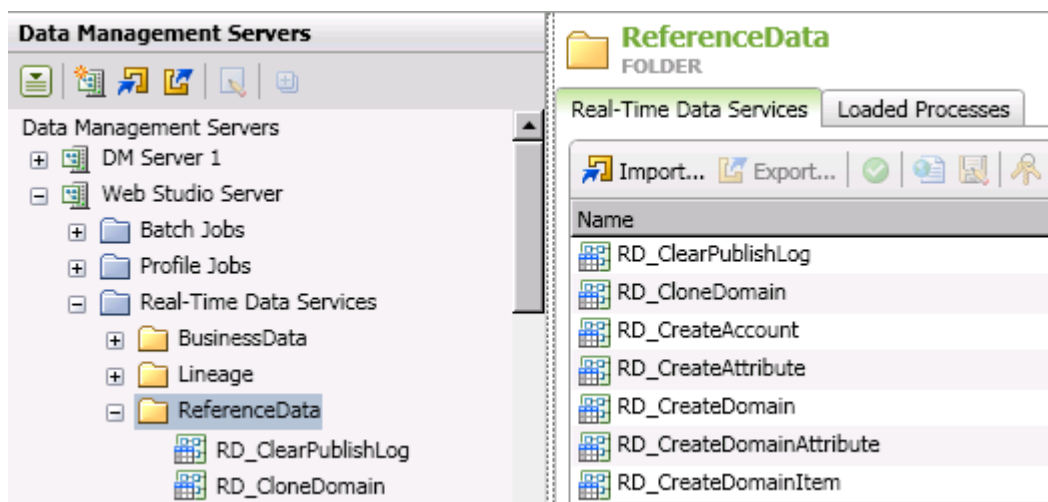 Data Management Servers
Data Management Servers
DM Server 1
Web Studio Server
Batch Jobs
Profile Jobs
Real-Time Data Services
BusinessData
Lineage
ReferenceData
RD_ClearPublishLog
RD_CloneDomain
ReferenceData
FOLDER
Real-Time Data Services Loaded Processes
Import... Export...
Name
RD_ClearPublishLog
RD_CloneDomain
RD_CreateAccount
RD_CreateAttribute
RD_CreateDomain
RD_CreateDomainAttribute
RD_CreateDomainItem